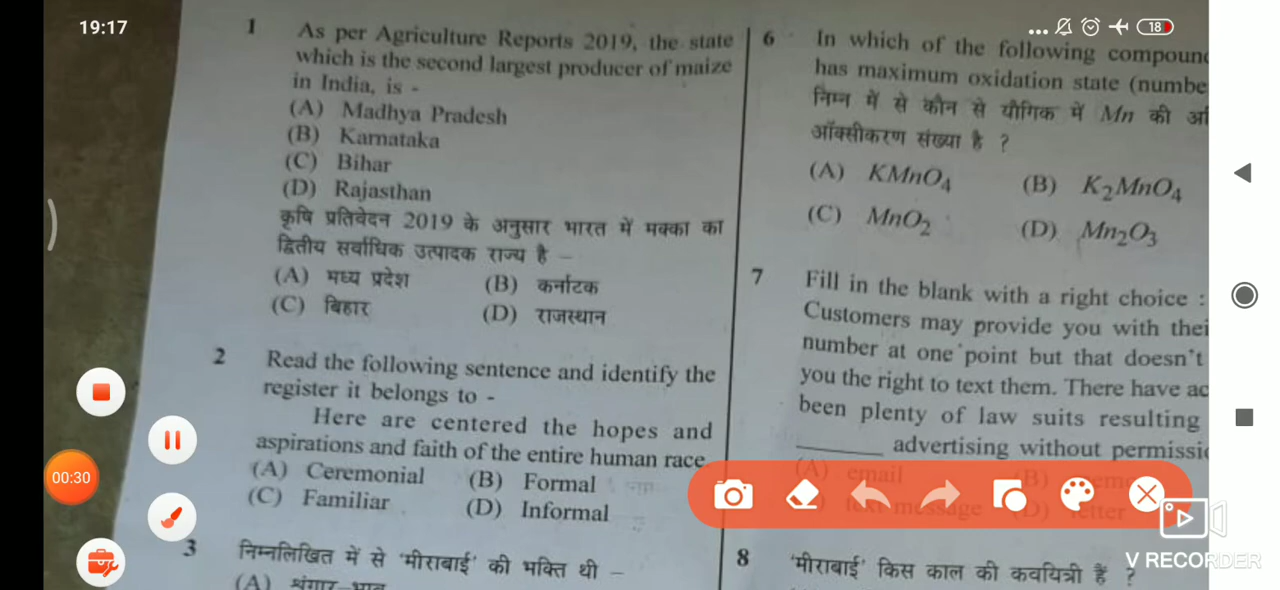 19:17
18
1 As per Agriculture Reports 2019, the state
which is the second largest producer of maize
in India, is -
(A) Madhya Pradesh
(B) Karnataka
(C) Bihar
(D) Rajasthan
कृषि प्रतिवेदन 2019 के अनुसार भारत में मक्का का
द्वितीय सर्वाधिक उत्पादक राज्य है –
(A) मध्य प्रदेश (B) कर्नाटक
(C) बिहार (D) राजस्थान
2 Read the following sentence and identify the
register it belongs to -
Here are centered the hopes and
aspirations and faith of the entire human race
(A) Ceremonial (B) Formal
(C) Familiar (D) Informal
3 निम्नलिखित में से 'मीराबाई' की भक्ति थी –
(A) श्रृंगार भाव
6 In which of the following compoun
has maximum oxidation state (numbe
निम्न में से कौन से यौगिक में Mn की
ऑक्सीकरण संख्या है ?
(A) KMnO4 (B) K2MnO4
(C) MnO2 (D) Mn2O3
7 Fill in the blank with a right choice :
Customers may provide you with thei
number at one point but that doesn't
you the right to text them. There have ac
been plenty of law suits resulting
______ advertising without permissi
(A) email (B)
text message (D) letter
8 'मीराबाई' किस काल की कवयित्री हैं ?
00:30
V RECORDER